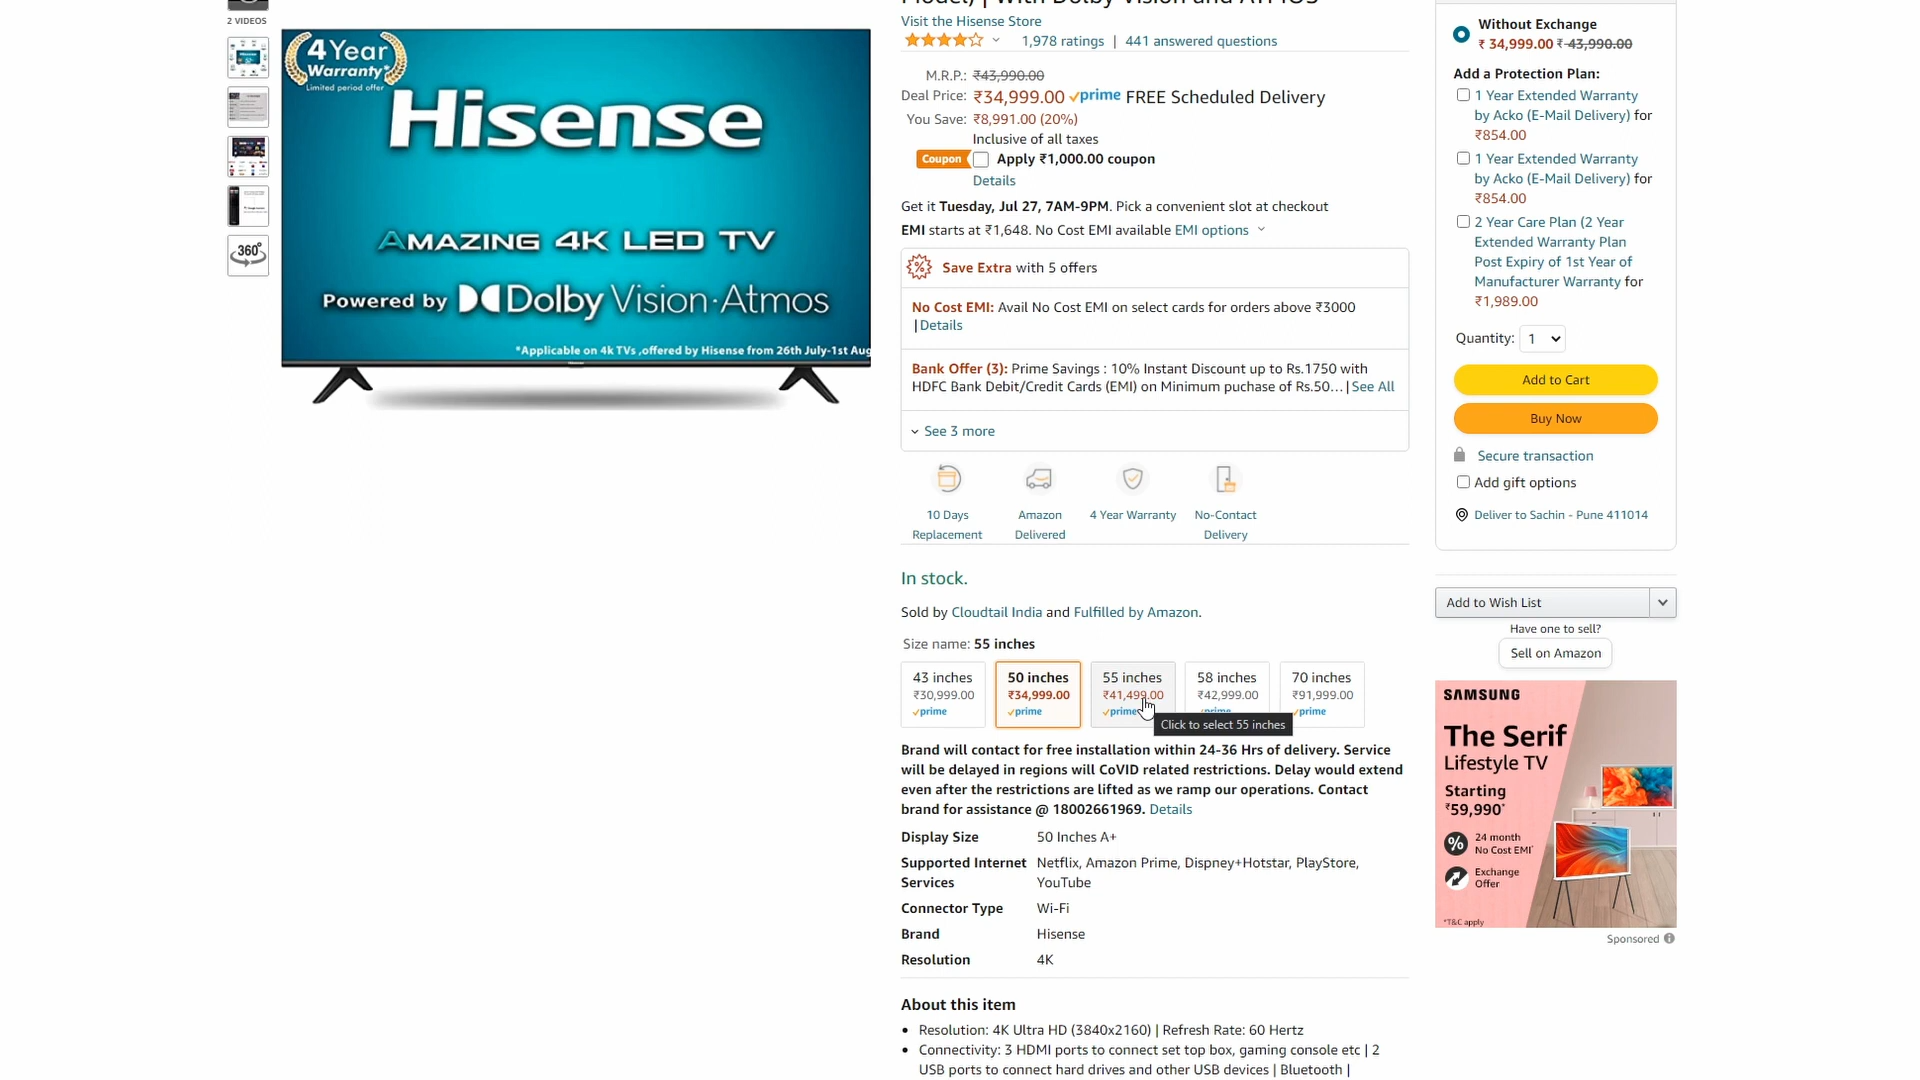 2 VIDEOS
360°
4 Year
Warranty*
Limited period offer
Hisense
AMAZING 4K LED TV
Powered by Dolby Vision·Atmos
*Applicable on 4k TVs ,offered by Hisense from 26th July-1st Aug
Model) | With Dolby Vision and ATMOS
Visit the Hisense Store
1,978 ratings | 441 answered questions
M.R.P.: ₹43,990.00
Deal Price: ₹34,999.00 prime FREE Scheduled Delivery
You Save: ₹8,991.00 (20%)
Inclusive of all taxes
Coupon Apply ₹1,000.00 coupon
Details
Get it Tuesday, Jul 27, 7AM-9PM. Pick a convenient slot at checkout
EMI starts at ₹1,648. No Cost EMI available EMI options
Save Extra with 5 offers
No Cost EMI: Avail No Cost EMI on select cards for orders above ₹3000
|Details
Bank Offer (3): Prime Savings : 10% Instant Discount up to Rs.1750 with
HDFC Bank Debit/Credit Cards (EMI) on Minimum puchase of Rs.50… | See All
See 3 more
10 Days
Replacement
Amazon
Delivered
4 Year Warranty
No-Contact
Delivery
In stock.
Sold by Cloudtail India and Fulfilled by Amazon.
Size name: 55 inches
43 inches
₹30,999.00
prime
50 inches
₹34,999.00
prime
55 inches
₹41,499.00
prime
58 inches
₹42,999.00
prime
70 inches
₹91,999.00
prime
Click to select 55 inches
Brand will contact for free installation within 24-36 Hrs of delivery. Service
will be delayed in regions will CoVID related restrictions. Delay would extend
even after the restrictions are lifted as we ramp our operations. Contact
brand for assistance @ 18002661969. Details
Display Size 50 Inches A+
Supported Internet Services Netflix, Amazon Prime, Dispney+Hotstar, PlayStore,
YouTube
Connector Type Wi-Fi
Brand Hisense
Resolution 4K
About this item
Resolution: 4K Ultra HD (3840x2160) | Refresh Rate: 60 Hertz
Connectivity: 3 HDMI ports to connect set top box, gaming console etc | 2
USB ports to connect hard drives and other USB devices | Bluetooth |
Without Exchange
₹ 34,999.00 ₹ 43,990.00
Add a Protection Plan:
1 Year Extended Warranty
by Acko (E-Mail Delivery) for
₹854.00
1 Year Extended Warranty
by Acko (E-Mail Delivery) for
₹854.00
2 Year Care Plan (2 Year
Extended Warranty Plan
Post Expiry of 1st Year of
Manufacturer Warranty for
₹1,989.00
Quantity: 1
Add to Cart
Buy Now
Secure transaction
Add gift options
Deliver to Sachin - Pune 411014
Add to Wish List
Have one to sell?
Sell on Amazon
SAMSUNG
The Serif
Lifestyle TV
Starting
₹59,990*
% 24 month
No Cost EMI*
Exchange
Offer
*T&C apply
Sponsored